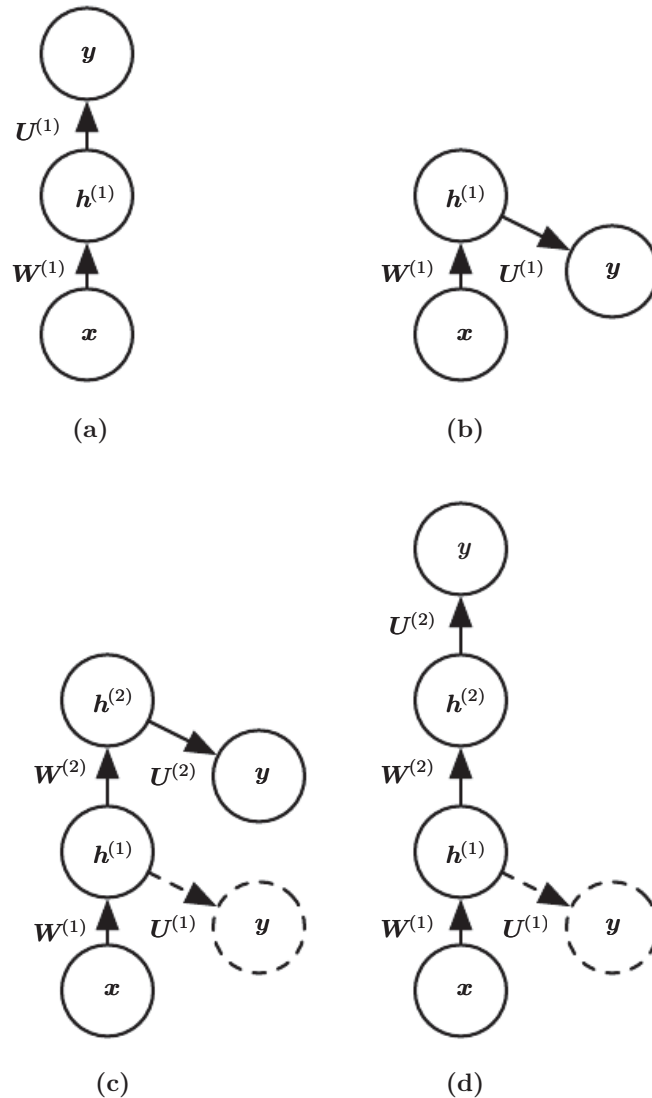 y
U^(1)
h^(1)
W^(1)
x
(a)
h^(1)
W^(1) U^(1) y
x
(b)
h^(2)
W^(2) U^(2) y
h^(1)
W^(1) U^(1) y
x
(c)
y
U^(2)
h^(2)
W^(2)
h^(1)
W^(1) U^(1) y
x
(d)